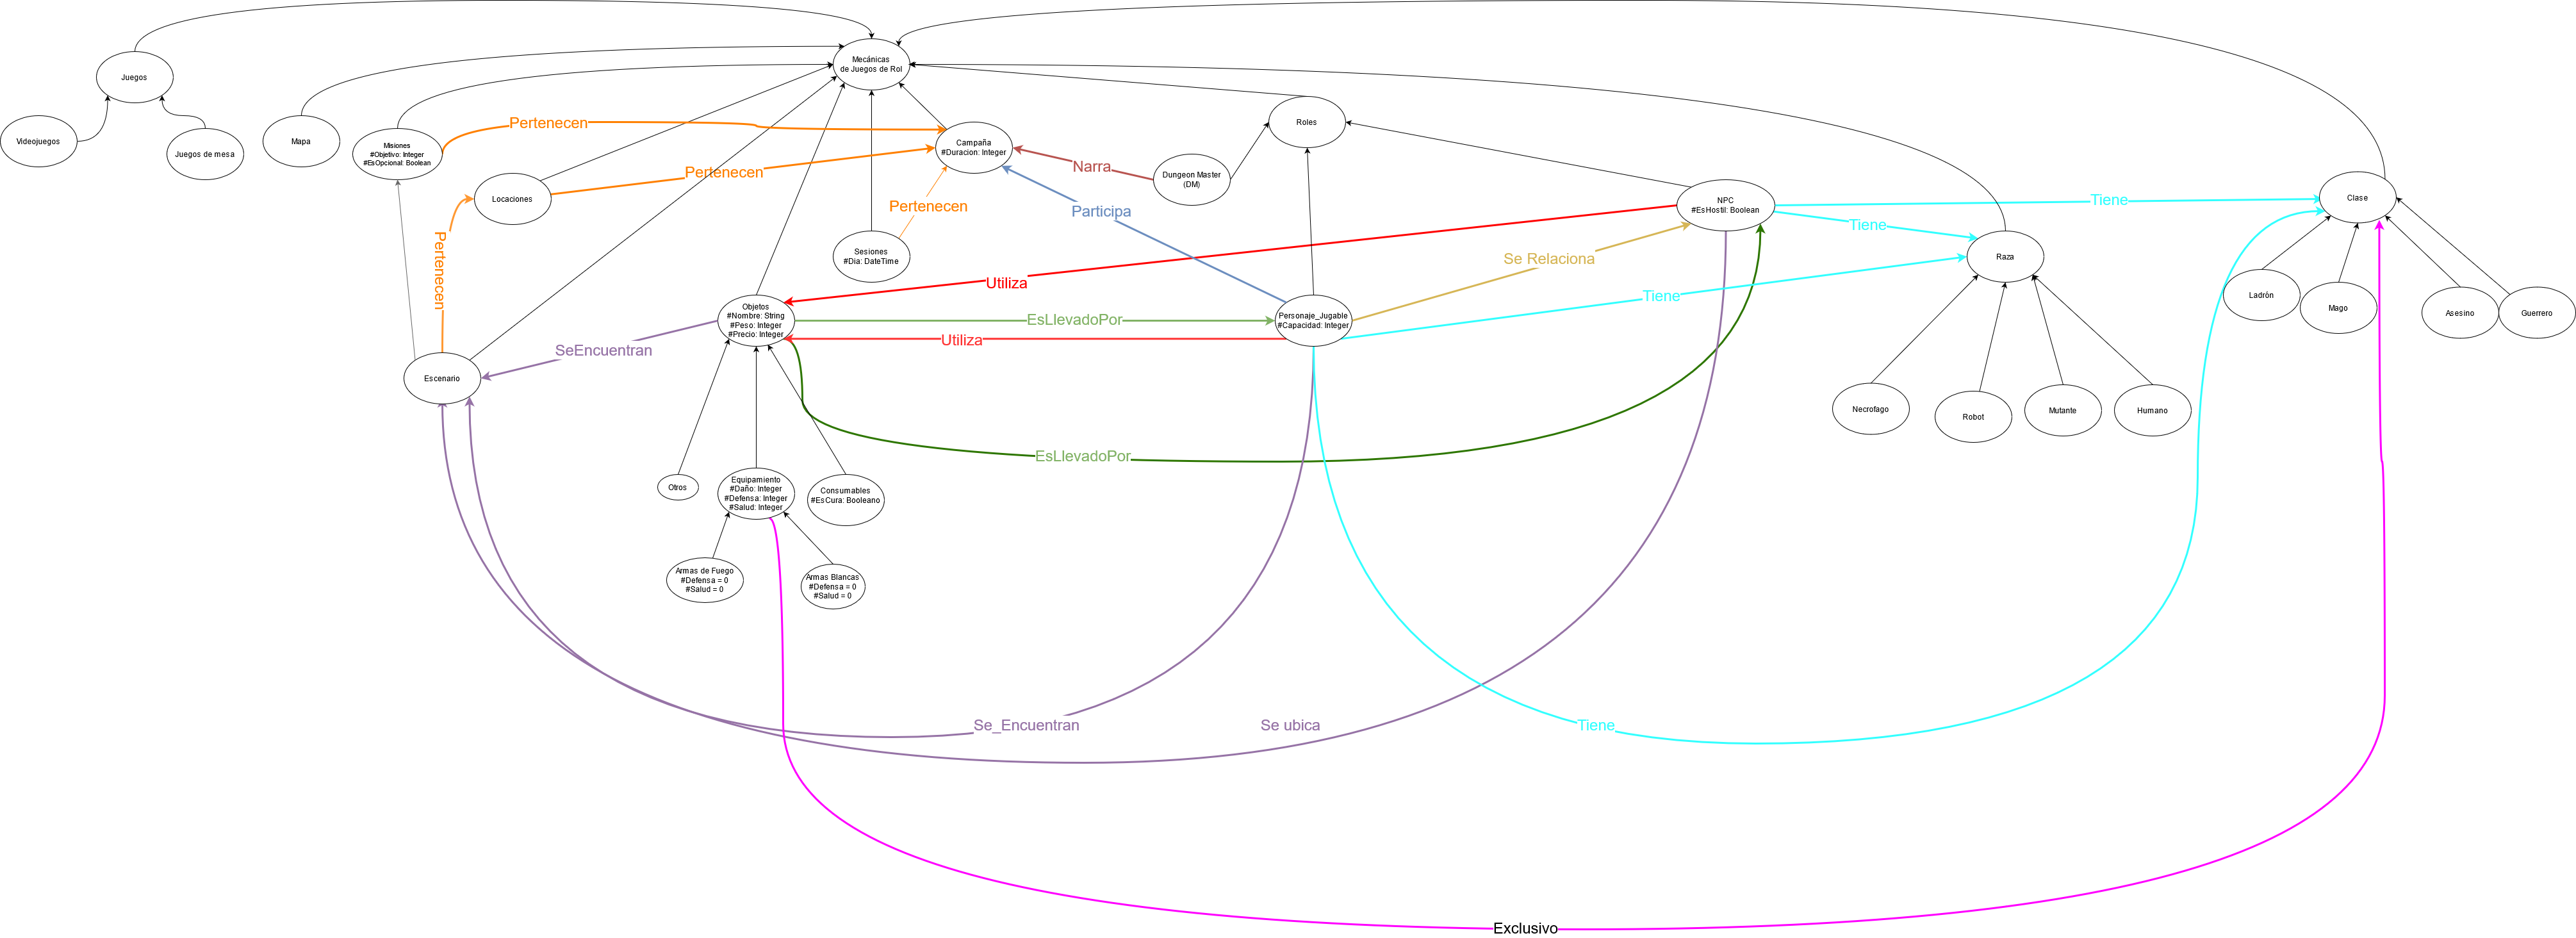 Mecánicas
de Juegos de Rol
Juegos
Videojuegos
Juegos de mesa
Mapa
Misiones
#Objetivo: Integer
#EsOpcional: Boolean
Pertenecen
Locaciones
Pertenecen
Campaña
#Duracion: Integer
Narra
Dungeon Master
(DM)
Roles
Participa
Pertenecen
Sesiones
#Dia: DateTime
NPC
#EsHostil: Boolean
Tiene
Tiene
Clase
Raza
Se Relaciona
Utiliza
Tiene
Pertenecen
Objetos
#Nombre: String
#Peso: Integer
#Precio: Integer
EsLlevadoPor
Utiliza
Personaje_Jugable
#Capacidad: Integer
Ladrón
Mago
Asesino
Guerrero
SeEncuentran
Escenario
Necrofago
Robot
Mutante
Humano
EsLlevadoPor
Otros
Equipamiento
#Daño: Integer
#Defensa: Integer
#Salud: Integer
Consumables
#EsCura: Booleano
Armas de Fuego
#Defensa = 0
#Salud = 0
Armas Blancas
#Defensa = 0
#Salud = 0
Se_Encuentran
Se ubica
Tiene
Exclusivo